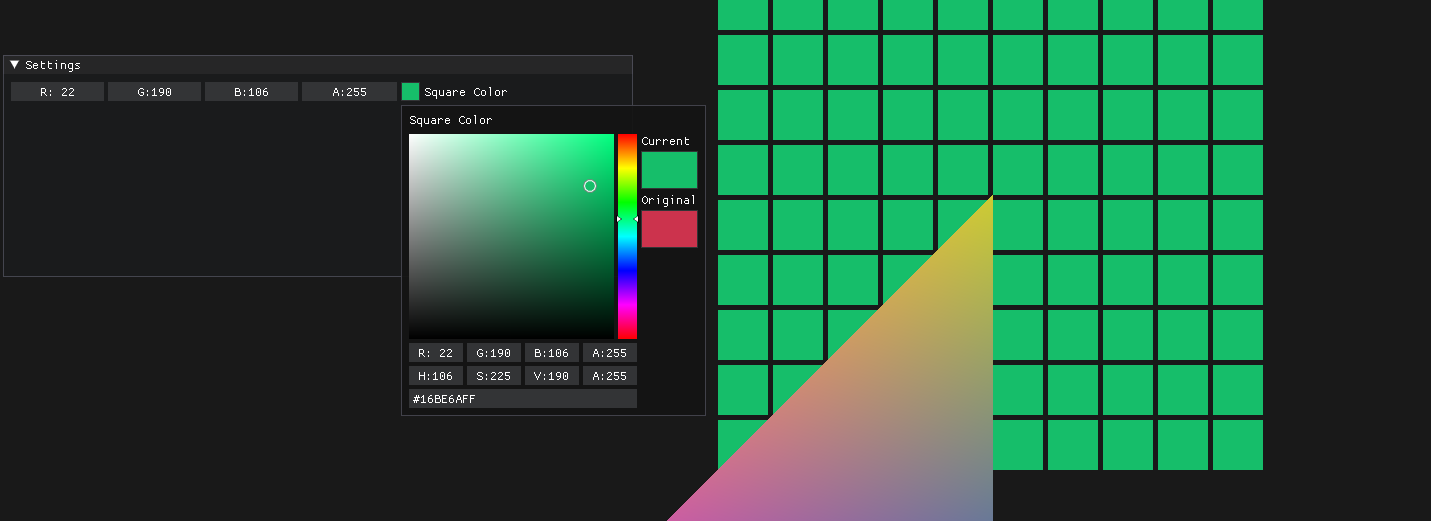 Settings
R: 22 G:190 B:106 A:255 Square Color
Square Color
Current
Original
R: 22 G:190 B:106 A:255
H:106 S:225 V:190 A:255
#16BE6AFF